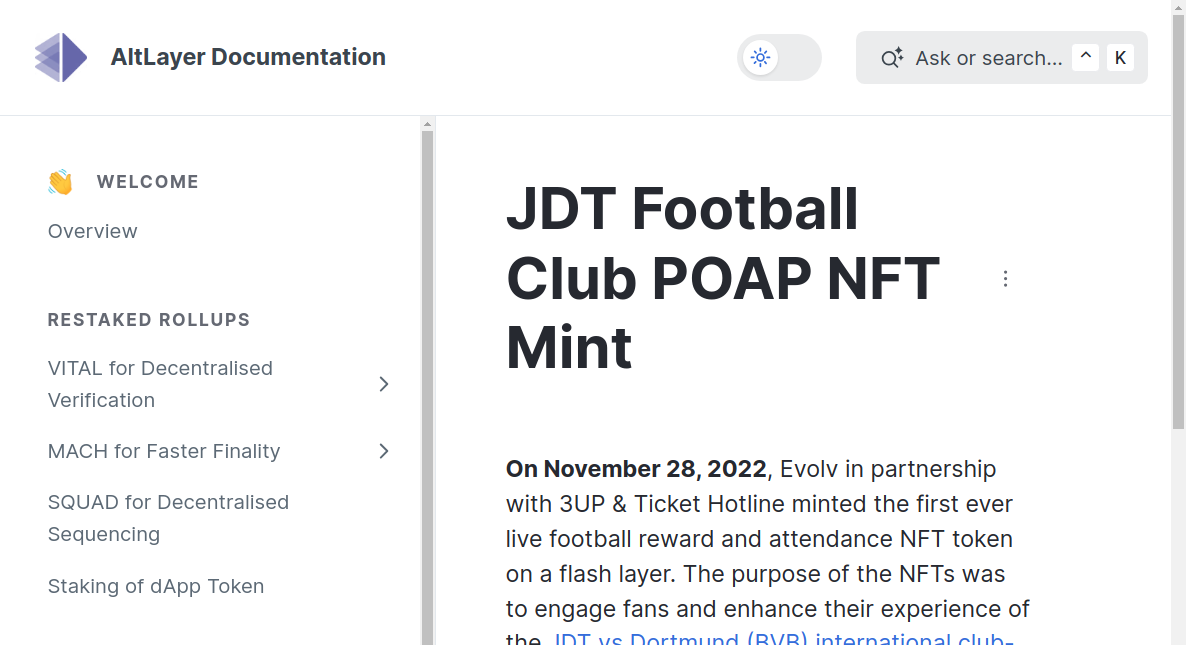 AltLayer Documentation
Ask or search...
^
K
WELCOME
Overview
RESTAKED ROLLUPS
VITAL for Decentralised
Verification
MACH for Faster Finality
SQUAD for Decentralised
Sequencing
Staking of dApp Token
JDT Football
Club POAP NFT
Mint
On November 28, 2022, Evolv in partnership
with 3UP & Ticket Hotline minted the first ever
live football reward and attendance NFT token
on a flash layer. The purpose of the NFTs was
to engage fans and enhance their experience of
the JDT vs Dortmund (BVB) international club-